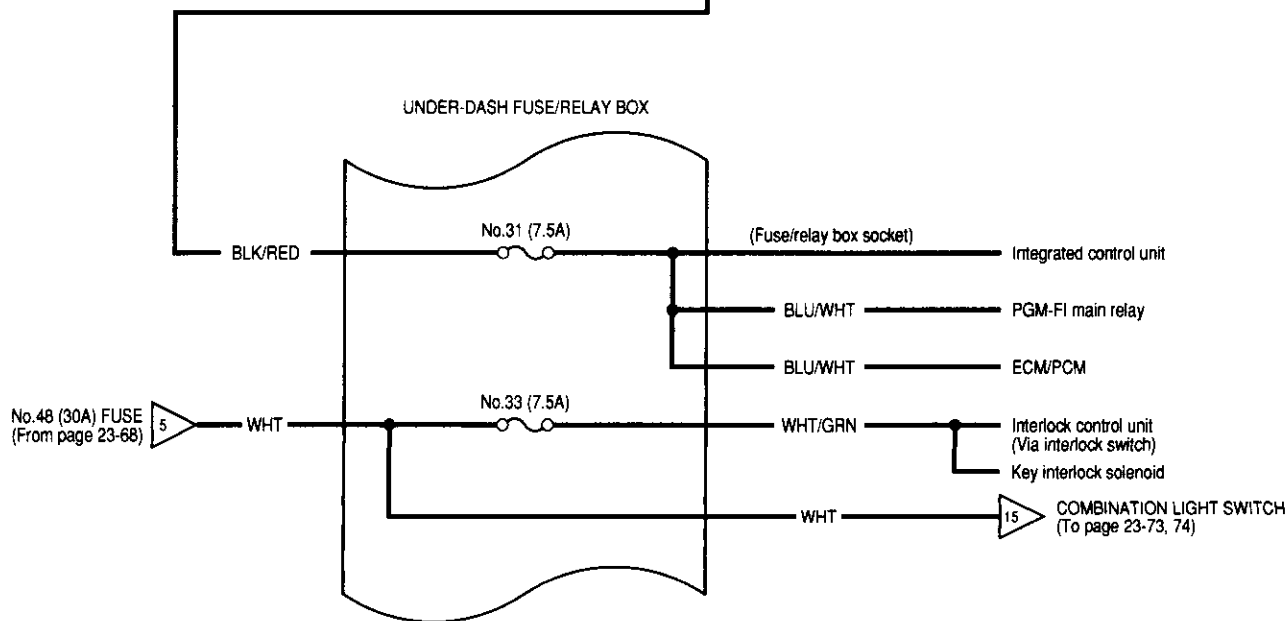 UNDER-DASH FUSE/RELAY BOX
No.31 (7.5A)
(Fuse/relay box socket)
BLK/RED
Integrated control unit
BLU/WHT
PGM-FI main relay
BLU/WHT
ECM/PCM
No.33 (7.5A)
No.48 (30A) FUSE
(From page 23-68)
5
WHT
WHT/GRN
Interlock control unit
(Via interlock switch)
Key interlock solenoid
WHT
15
COMBINATION LIGHT SWITCH
(To page 23-73, 74)